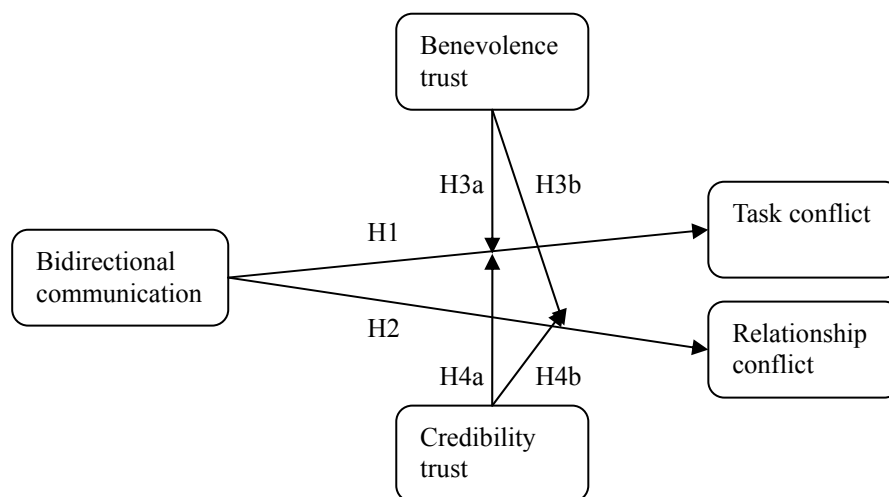 Benevolence
trust
H3a
H3b
Task conflict
H1
Bidirectional
communication
H2
Relationship
conflict
H4a
H4b
Credibility
trust